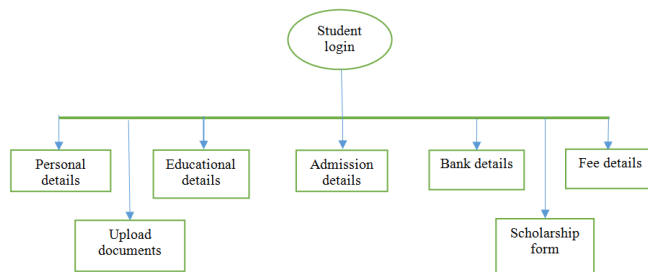 Student
login
Personal
details
Educational
details
Admission
details
Bank details
Fee details
Upload
documents
Scholarship
form